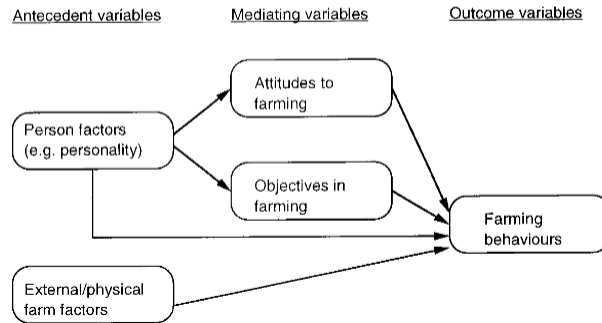 Antecedent variables
Mediating variables
Outcome variables
Attitudes to
farming
Person factors
(e.g. personality)
Objectives in
farming
Farming
behaviours
External/physical
farm factors